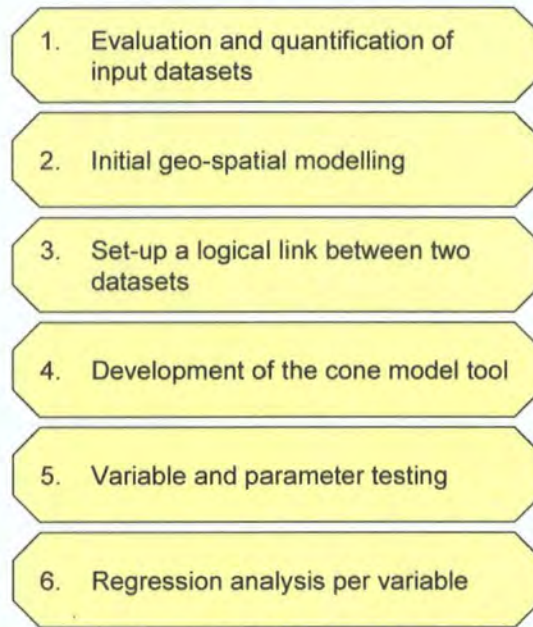 1. Evaluation and quantification of
input datasets
2. Initial geo-spatial modelling
3. Set-up a logical link between two
datasets
4. Development of the cone model tool
5. Variable and parameter testing
6. Regression analysis per variable